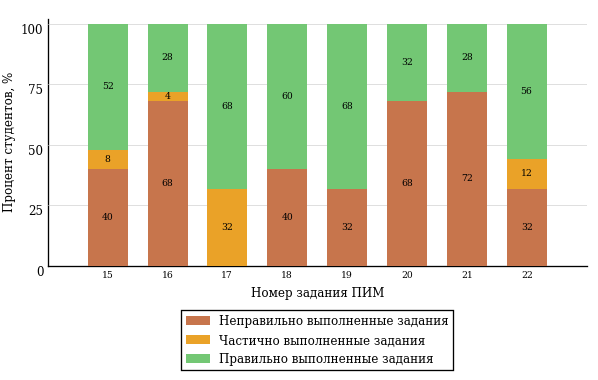 Процент студентов, %
100
75
50
25
0
52 28 68 60 68 32 28 56
8 4 32 12
40 68 40 32 68 72 32
15 16 17 18 19 20 21 22
Номер задания ПИМ
Неправильно выполненные задания
Частично выполненные задания
Правильно выполненные задания